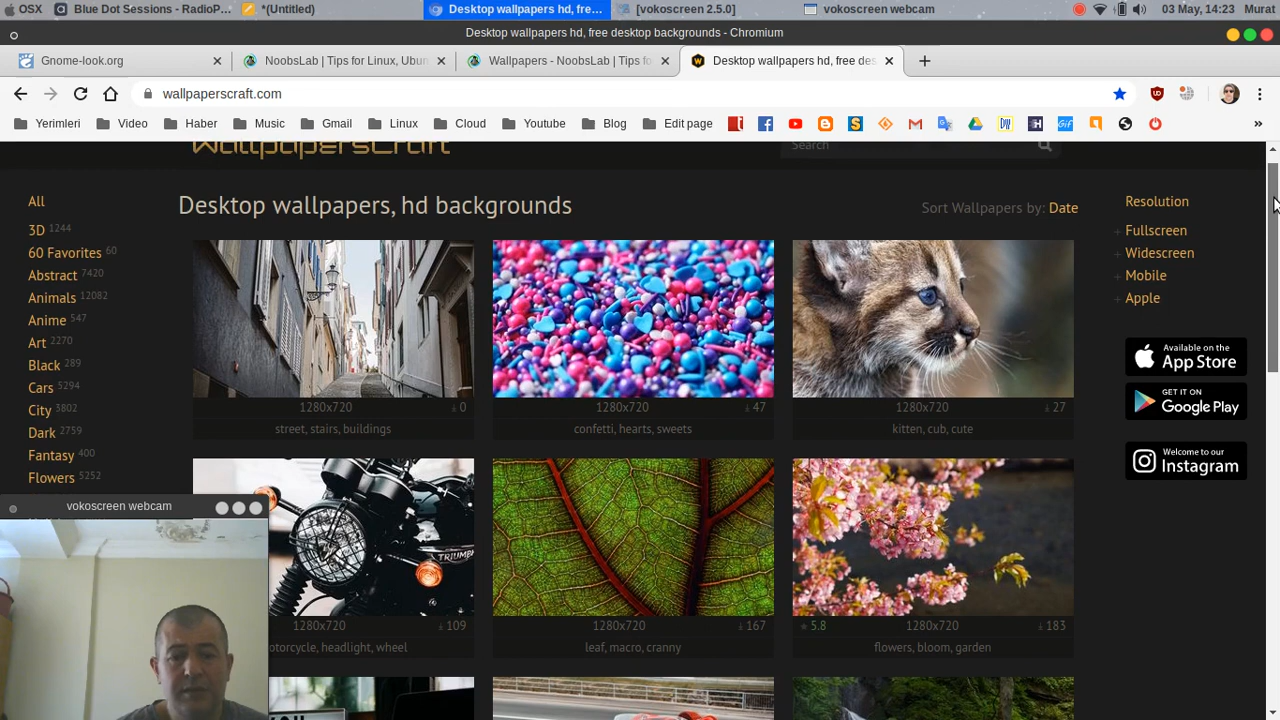 OSX
Blue Dot Sessions - RadioP...
*(Untitled)
Desktop wallpapers hd, fre...
[vokoscreen 2.5.0]
vokoscreen webcam
03 May, 14:23
Murat
Desktop wallpapers hd, free desktop backgrounds - Chromium
Gnome-look.org
NoobsLab | Tips for Linux, Ubun
Wallpapers - NoobsLab | Tips fo
Desktop wallpapers hd, free des
wallpaperscraft.com
Yerimleri
Video
Haber
Music
Gmail
Linux
Cloud
Youtube
Blog
Edit page
WallpapersCraft
Search
All
3D 1244
60 Favorites 60
Abstract 7420
Animals 12082
Anime 547
Art 2270
Black 289
Cars 5294
City 3802
Dark 2759
Fantasy 400
Flowers 5252
Desktop wallpapers, hd backgrounds
Sort Wallpapers by: Date
1280x720
0
street, stairs, buildings
1280x720
47
confetti, hearts, sweets
1280x720
27
kitten, cub, cute
TRIUMPH
1280x720
109
otorcycle, headlight, wheel
1280x720
167
leaf, macro, cranny
5.8
1280x720
183
flowers, bloom, garden
Resolution
+ Fullscreen
+ Widescreen
+ Mobile
+ Apple
Available on the
App Store
GET IT ON
Google Play
Welcome to our
Instagram
vokoscreen webcam